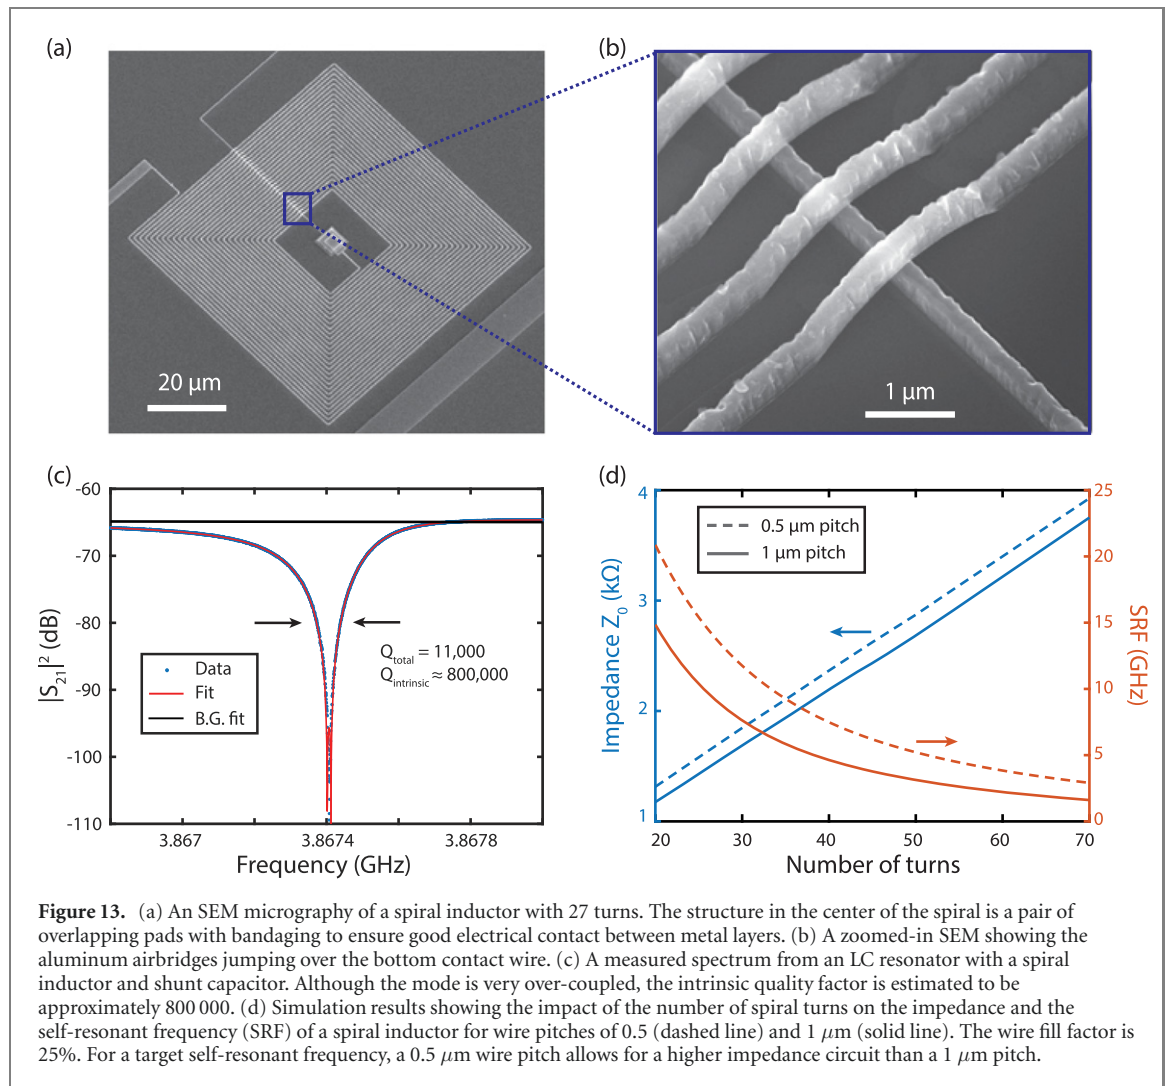 (a)
(b)
20 μm
1 μm
(c)
(d)
-60
-70
-80
-90
-100
-110
|S21|² (dB)
Q_total = 11,000
Q_intrinsic ≈ 800,000
Data
Fit
B.G. fit
3.867
3.8674
3.8678
Frequency (GHz)
4
3
2
1
Impedance Z₀ (kΩ)
0.5 μm pitch
1 μm pitch
25
20
15
10
5
0
SRF (GHz)
20
30
40
50
60
70
Number of turns
Figure 13. (a) An SEM micrography of a spiral inductor with 27 turns. The structure in the center of the spiral is a pair of
overlapping pads with bandaging to ensure good electrical contact between metal layers. (b) A zoomed-in SEM showing the
aluminum airbridges jumping over the bottom contact wire. (c) A measured spectrum from an LC resonator with a spiral
inductor and shunt capacitor. Although the mode is very over-coupled, the intrinsic quality factor is estimated to be
approximately 800 000. (d) Simulation results showing the impact of the number of spiral turns on the impedance and the
self-resonant frequency (SRF) of a spiral inductor for wire pitches of 0.5 (dashed line) and 1 μm (solid line). The wire fill factor is
25%. For a target self-resonant frequency, a 0.5 μm wire pitch allows for a higher impedance circuit than a 1 μm pitch.